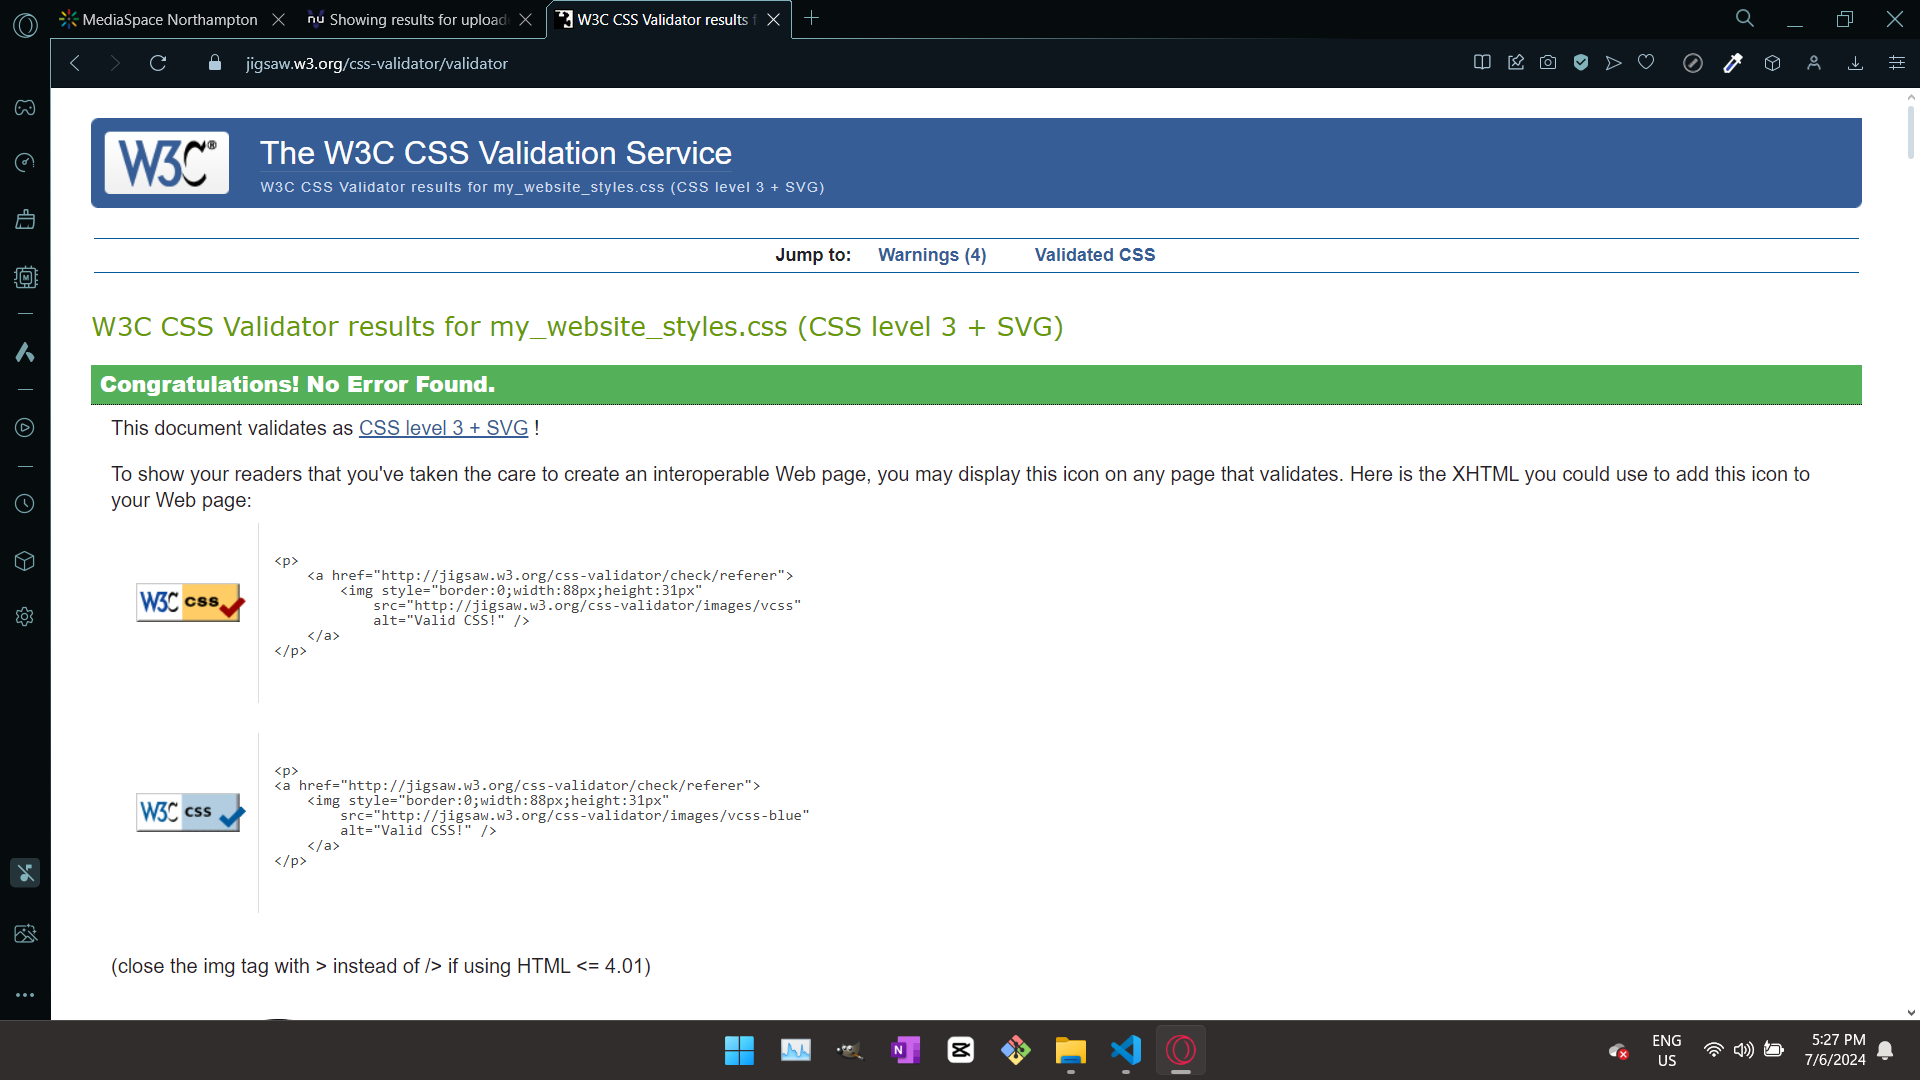 MediaSpace Northampton
Showing results for upload
W3C CSS Validator results f
jigsaw.w3.org/css-validator/validator
W3C®
The W3C CSS Validation Service
W3C CSS Validator results for my_website_styles.css (CSS level 3 + SVG)
Jump to: Warnings (4) Validated CSS
W3C CSS Validator results for my_website_styles.css (CSS level 3 + SVG)
Congratulations! No Error Found.
This document validates as CSS level 3 + SVG !
To show your readers that you've taken the care to create an interoperable Web page, you may display this icon on any page that validates. Here is the XHTML you could use to add this icon to
your Web page:
W3C css
<p>
<a href="http://jigsaw.w3.org/css-validator/check/referer">
<img style="border:0;width:88px;height:31px"
src="http://jigsaw.w3.org/css-validator/images/vcss"
alt="Valid CSS!" />
</a>
</p>
W3C css
<p>
<a href="http://jigsaw.w3.org/css-validator/check/referer">
<img style="border:0;width:88px;height:31px"
src="http://jigsaw.w3.org/css-validator/images/vcss-blue"
alt="Valid CSS!" />
</a>
</p>
(close the img tag with > instead of /> if using HTML <= 4.01)
ENG
US
5:27 PM
7/6/2024